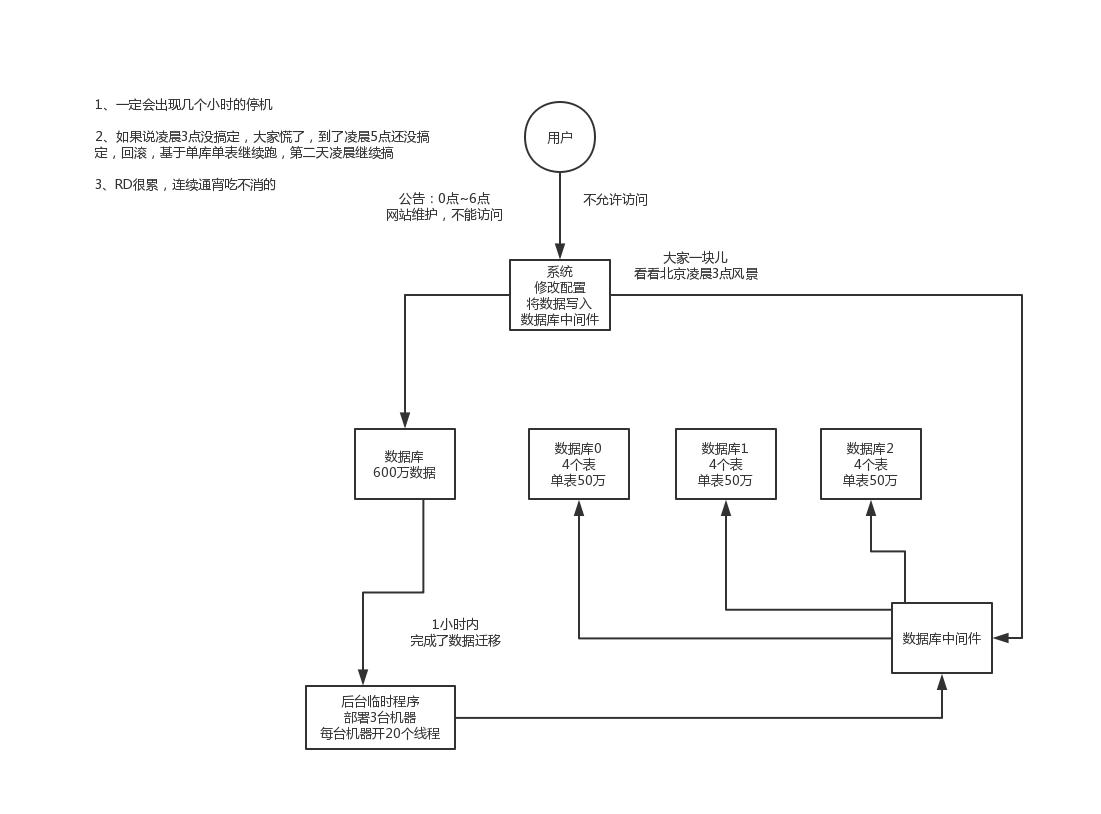 1、一定会出现几个小时的停机
2、如果说凌晨3点没搞定，大家慌了，到了凌晨5点还没搞
定，回滚，基于单库单表继续跑，第二天凌晨继续搞
3、RD很累，连续通宵吃不消的
用户
公告：0点~6点
网站维护，不能访问
不允许访问
大家一块儿
看看北京凌晨3点风景
系统
修改配置
将数据写入
数据库中间件
数据库
600万数据
数据库0
4个表
单表50万
数据库1
4个表
单表50万
数据库2
4个表
单表50万
1小时内
完成了数据迁移
数据库中间件
后台临时程序
部署3台机器
每台机器开20个线程